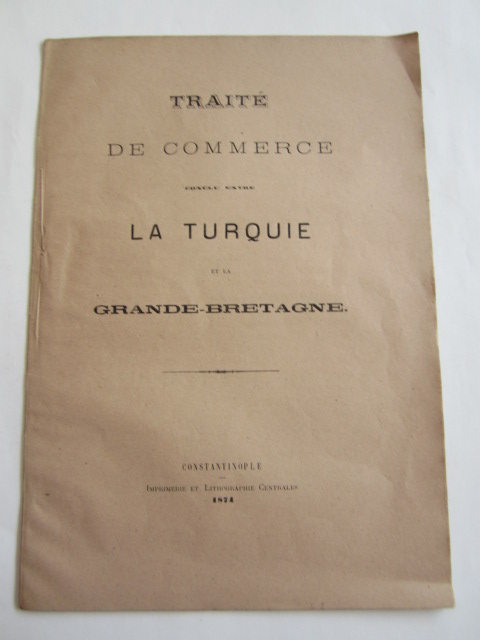 TRAITÉ
DE COMMERCE
CONCLU ENTRE
LA TURQUIE
ET LA
GRANDE-BRETAGNE.
CONSTANTINOPLE
IMPRIMERIE ET LITHOGRAPHIE CENTRALES
1874